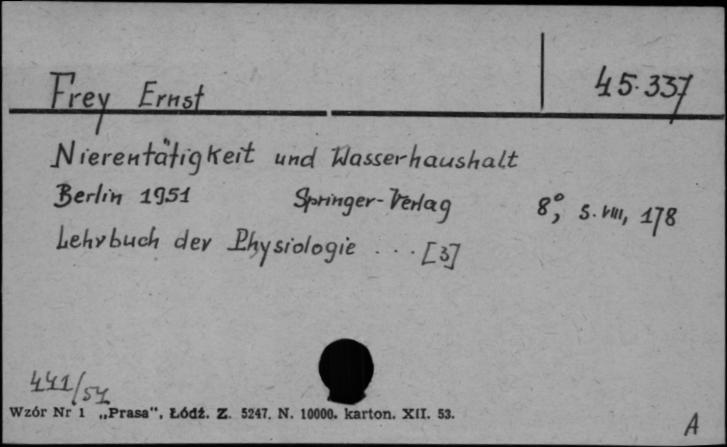 Frey Ernst 45.337
Nierentätigkeit und Wasserhaushalt
Berlin 1951 Springer-Verlag 8°, s. VIII, 178
Lehrbuch der Physiologie ... [3]
441/54
Wzór Nr 1 „Prasa", Łódź. Z. 5247. N. 10000. karton. XII. 53.
A